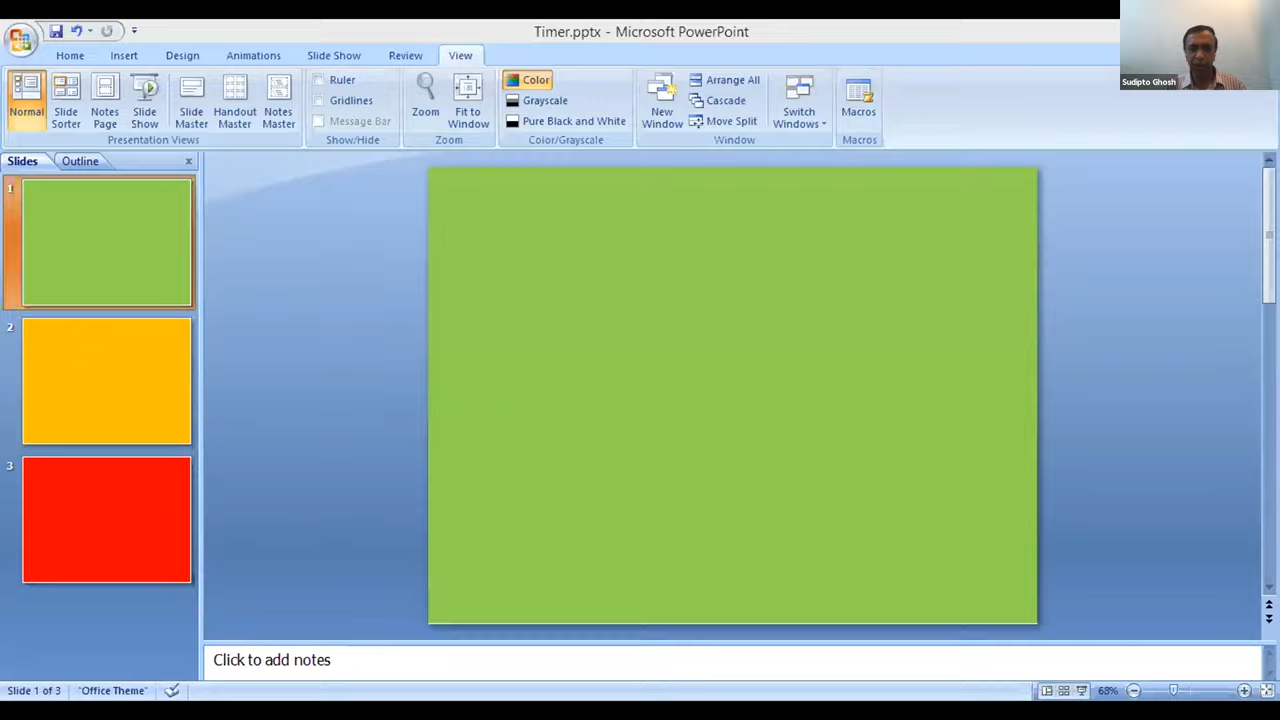 Timer.pptx - Microsoft PowerPoint
Sudipto Ghosh
Home Insert Design Slide Show Animations Review View
Normal Slide Sorter Notes Page Slide Show Slide Master Handout Master Notes Master
Presentation Views
Ruler
Gridlines
Message Bar
Show/Hide
Zoom Fit to Window
Zoom
Color
Grayscale
Pure Black and White
Color/Grayscale
New Window
Arrange All
Cascade
Move Split
Switch Windows
Window
Macros
Macros
Slides Outline x
1
2
3
Click to add notes
Slide 1 of 3 "Office Theme" 68%